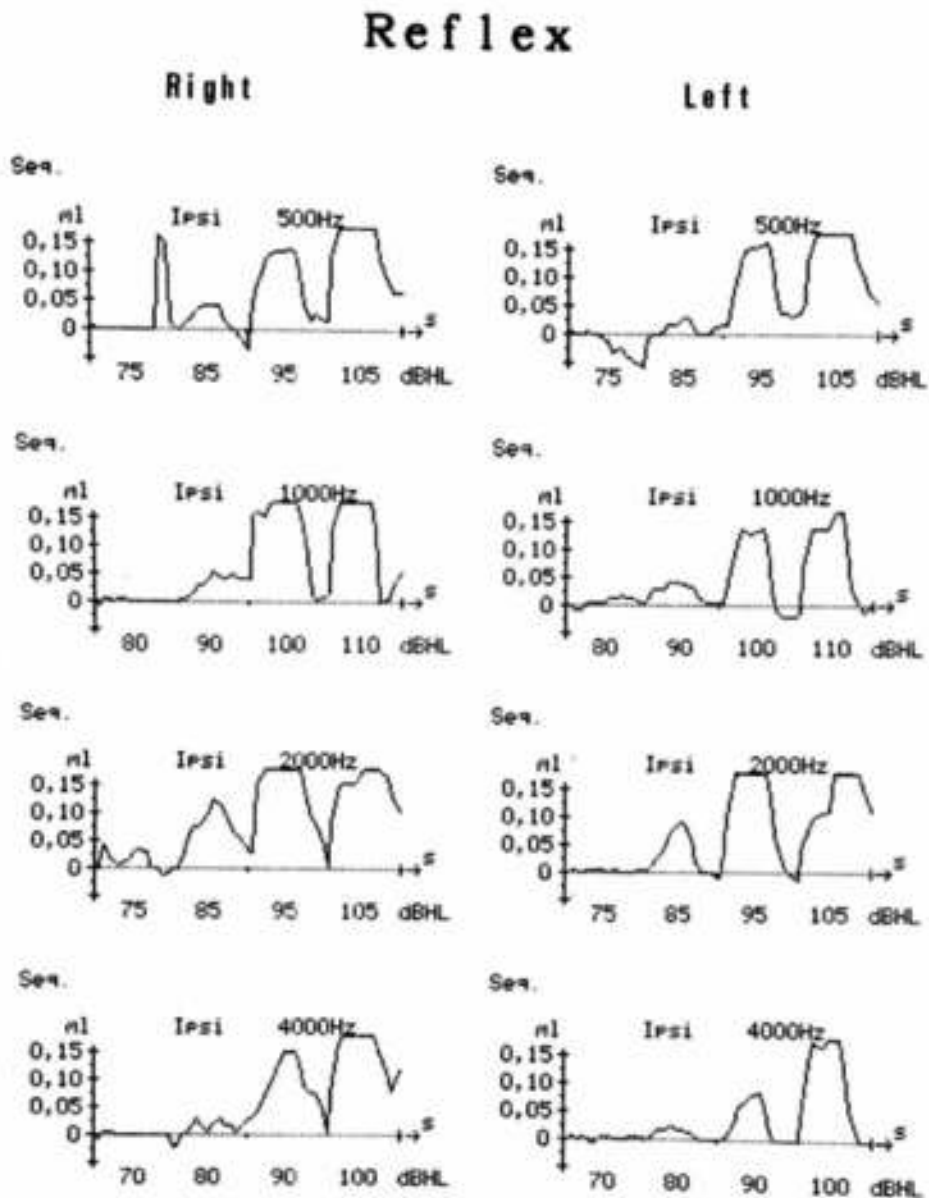 Reflex
Right
Left
Seq.
ml Ipsi 500Hz
0,15
0,10
0,05
0
s
75 85 95 105 dBHL
Seq.
ml Ipsi 500Hz
0,15
0,10
0,05
0
s
75 85 95 105 dBHL
Seq.
ml Ipsi 1000Hz
0,15
0,10
0,05
0
s
80 90 100 110 dBHL
Seq.
ml Ipsi 1000Hz
0,15
0,10
0,05
0
s
80 90 100 110 dBHL
Seq.
ml Ipsi 2000Hz
0,15
0,10
0,05
0
s
75 85 95 105 dBHL
Seq.
ml Ipsi 2000Hz
0,15
0,10
0,05
0
s
75 85 95 105 dBHL
Seq.
ml Ipsi 4000Hz
0,15
0,10
0,05
0
s
70 80 90 100 dBHL
Seq.
ml Ipsi 4000Hz
0,15
0,10
0,05
0
s
70 80 90 100 dBHL